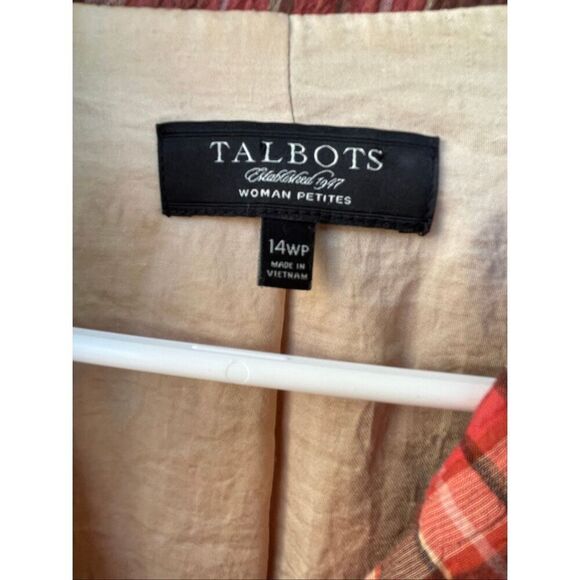 TALBOTS
Established 1947
WOMAN PETITES
14WP
MADE IN
VIETNAM